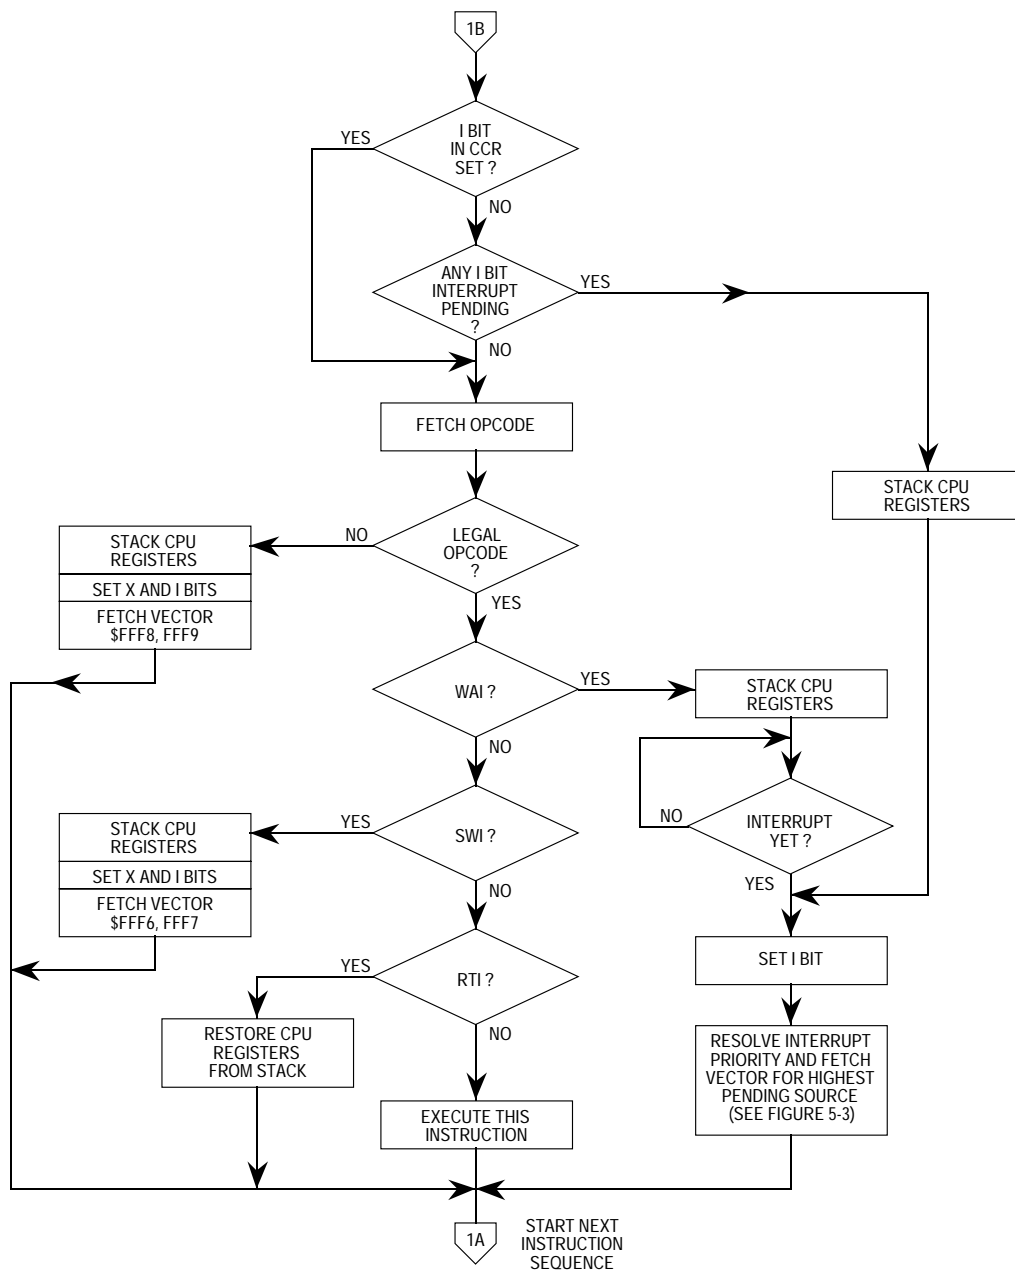 1B
I BIT
IN CCR
SET ?
YES
NO
ANY I BIT
INTERRUPT
PENDING
?
YES
NO
FETCH OPCODE
STACK CPU
REGISTERS
LEGAL
OPCODE
?
NO
YES
STACK CPU
REGISTERS
SET X AND I BITS
FETCH VECTOR
$FFF8, FFF9
WAI ?
YES
NO
STACK CPU
REGISTERS
INTERRUPT
YET ?
NO
YES
SWI ?
YES
NO
STACK CPU
REGISTERS
SET X AND I BITS
FETCH VECTOR
$FFF6, FFF7
SET I BIT
RTI ?
YES
NO
RESTORE CPU
REGISTERS
FROM STACK
RESOLVE INTERRUPT
PRIORITY AND FETCH
VECTOR FOR HIGHEST
PENDING SOURCE
(SEE FIGURE 5-3)
EXECUTE THIS
INSTRUCTION
1A
START NEXT
INSTRUCTION
SEQUENCE